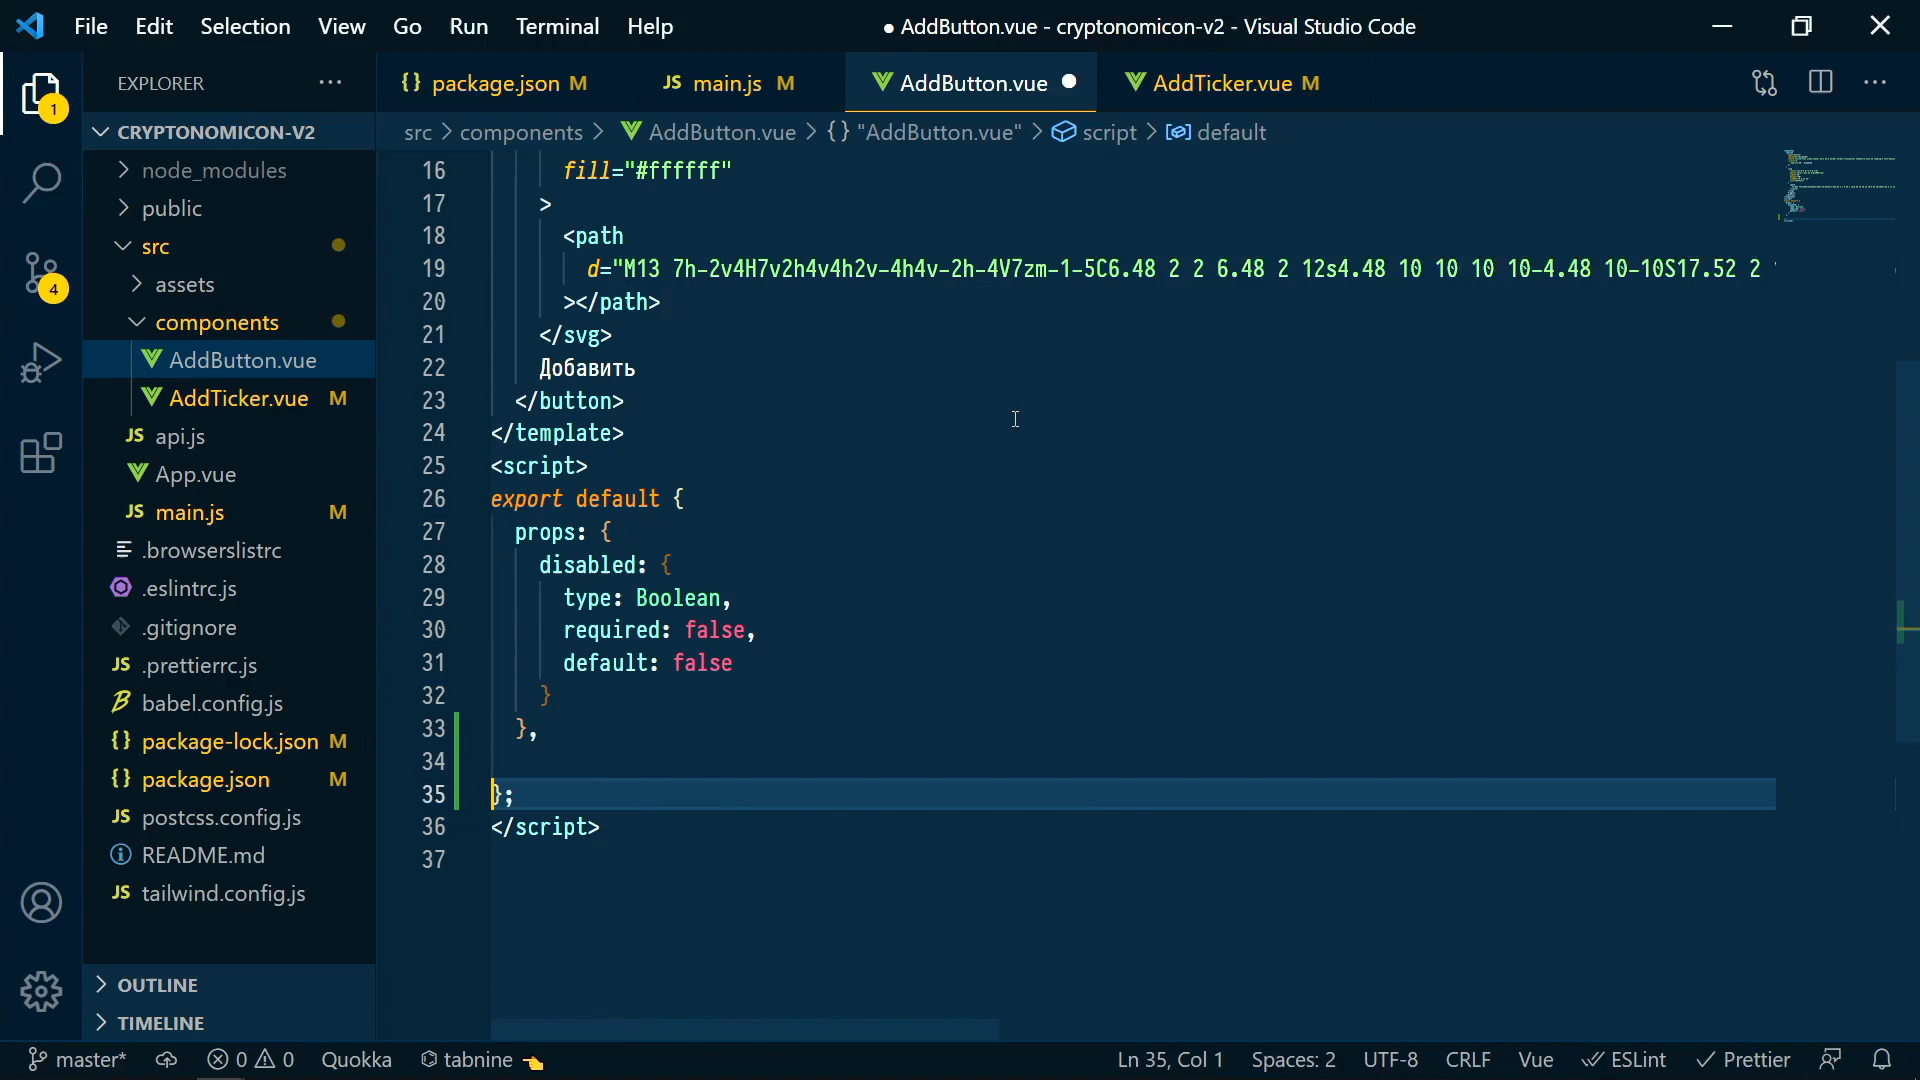 File Edit Selection View Go Run Terminal Help
● AddButton.vue - cryptonomicon-v2 - Visual Studio Code
EXPLORER
{} package.json M
JS main.js M
AddButton.vue
AddTicker.vue M
src > components > AddButton.vue > {} "AddButton.vue" > script > default
1
4
CRYPTONOMICON-V2
node_modules
public
src
assets
components
AddButton.vue
AddTicker.vue M
JS api.js
App.vue
JS main.js M
.browserslistrc
.eslintrc.js
.gitignore
JS .prettierrc.js
babel.config.js
{} package-lock.json M
{} package.json M
JS postcss.config.js
README.md
JS tailwind.config.js
OUTLINE
TIMELINE
16 fill="#ffffff"
17 >
18 <path
19 d="M13 7h-2v4H7v2h4v4h2v-4h4v-2h-4V7zm-1-5C6.48 2 2 6.48 2 12s4.48 10 10 10 10-4.48 10-10S17.52 2
20 ></path>
21 </svg>
22 Добавить
23 </button>
24 </template>
25 <script>
26 export default {
27 props: {
28 disabled: {
29 type: Boolean,
30 required: false,
31 default: false
32 }
33 },
34
35 };
36 </script>
37
master* 0 0 Quokka tabnine Ln 35, Col 1 Spaces: 2 UTF-8 CRLF Vue ESLint Prettier